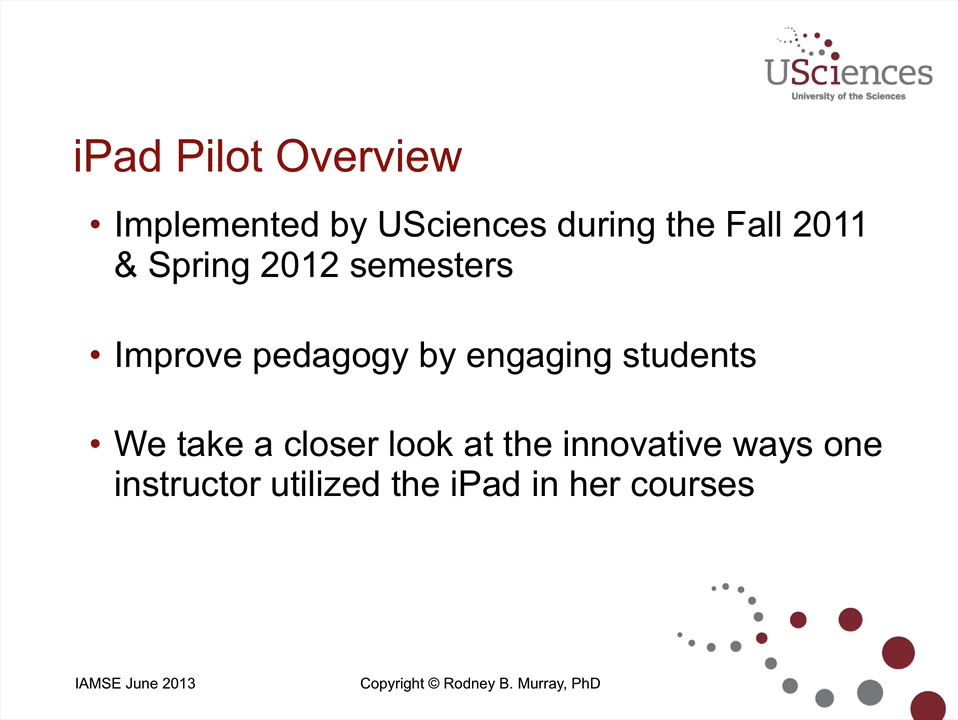 USciences
University of the Sciences
iPad Pilot Overview
• Implemented by USciences during the Fall 2011
& Spring 2012 semesters
• Improve pedagogy by engaging students
• We take a closer look at the innovative ways one
instructor utilized the iPad in her courses
IAMSE June 2013
Copyright © Rodney B. Murray, PhD